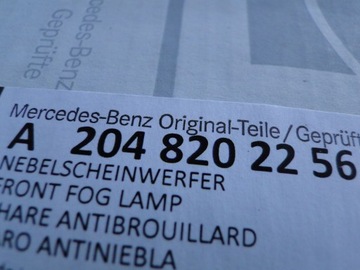 Mercedes-Benz
Geprüfte
Mercedes-Benz Original-Teile / Geprüft
A 204 820 22 56
NEBELSCHEINWERFER
FRONT FOG LAMP
HARE ANTIBROUILLARD
RO ANTINIEBLA